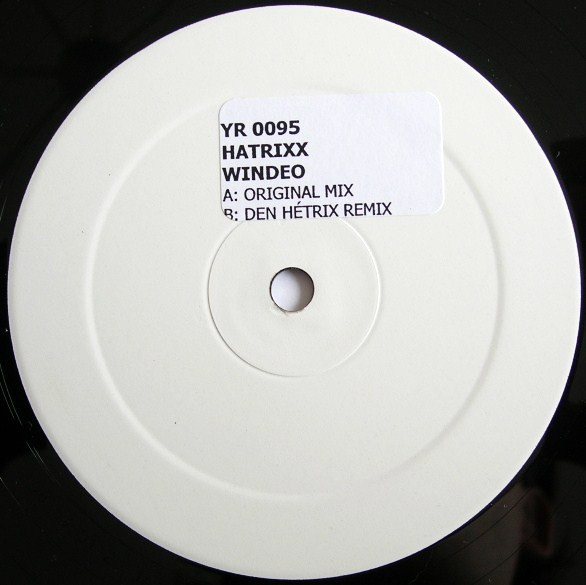 YR 0095
HATRIXX
WINDEO
A: ORIGINAL MIX
B: DEN HÉTRIX REMIX